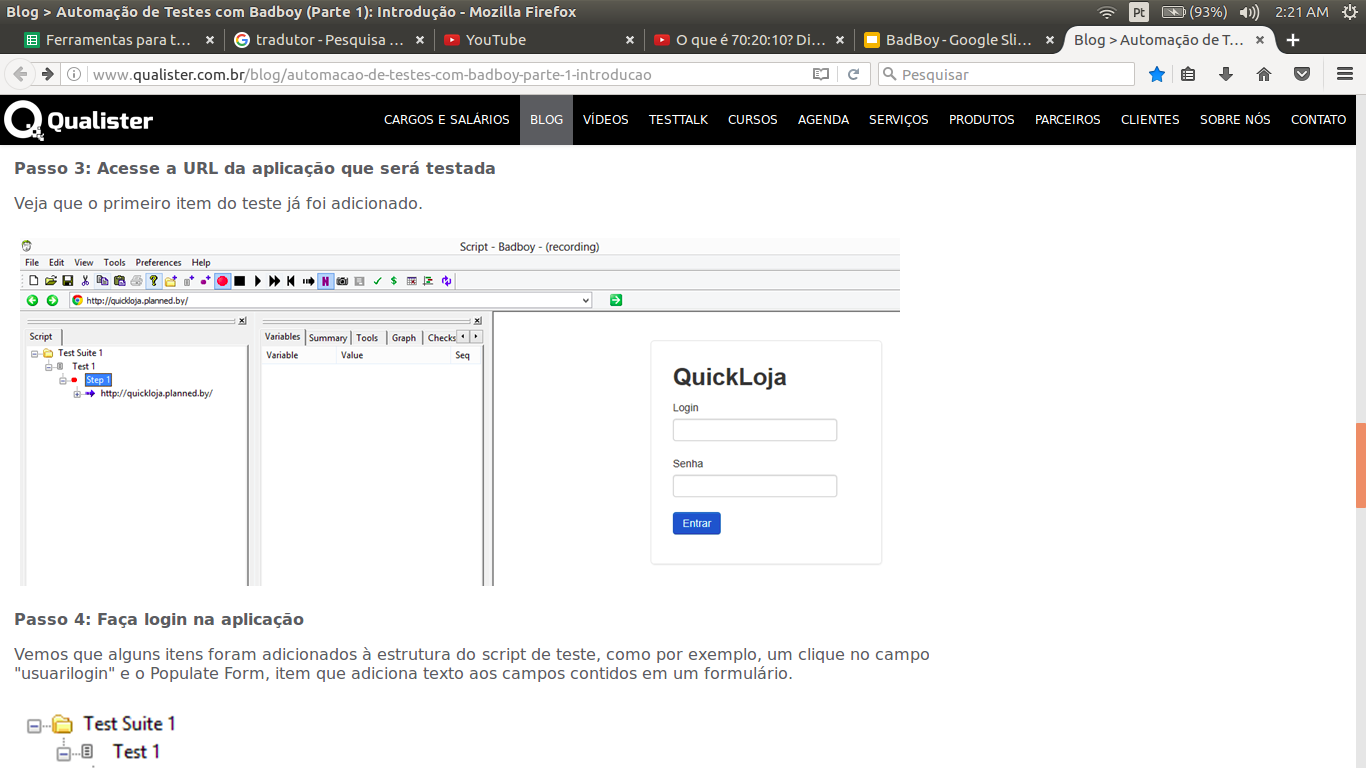 Blog > Automação de Testes com Badboy (Parte 1): Introdução - Mozilla Firefox
Pt
(93%)
2:21 AM
Ferramentas para t...
tradutor - Pesquisa ...
YouTube
O que é 70:20:10? Di...
BadBoy - Google Sli...
Blog > Automação de T...
www.qualister.com.br/blog/automacao-de-testes-com-badboy-parte-1-introducao
Pesquisar
Qualister
CARGOS E SALÁRIOS
BLOG
VÍDEOS
TESTTALK
CURSOS
AGENDA
SERVIÇOS
PRODUTOS
PARCEIROS
CLIENTES
SOBRE NÓS
CONTATO
Passo 3: Acesse a URL da aplicação que será testada
Veja que o primeiro item do teste já foi adicionado.
Script - Badboy - (recording)
File Edit View Tools Preferences Help
http://quickloja.planned.by/
Script
Test Suite 1
Test 1
Step 1
http://quickloja.planned.by/
Variables Summary Tools Graph Checks
Variable Value Seq
QuickLoja
Login
Senha
Entrar
Passo 4: Faça login na aplicação
Vemos que alguns itens foram adicionados à estrutura do script de teste, como por exemplo, um clique no campo
"usuarilogin" e o Populate Form, item que adiciona texto aos campos contidos em um formulário.
Test Suite 1
Test 1